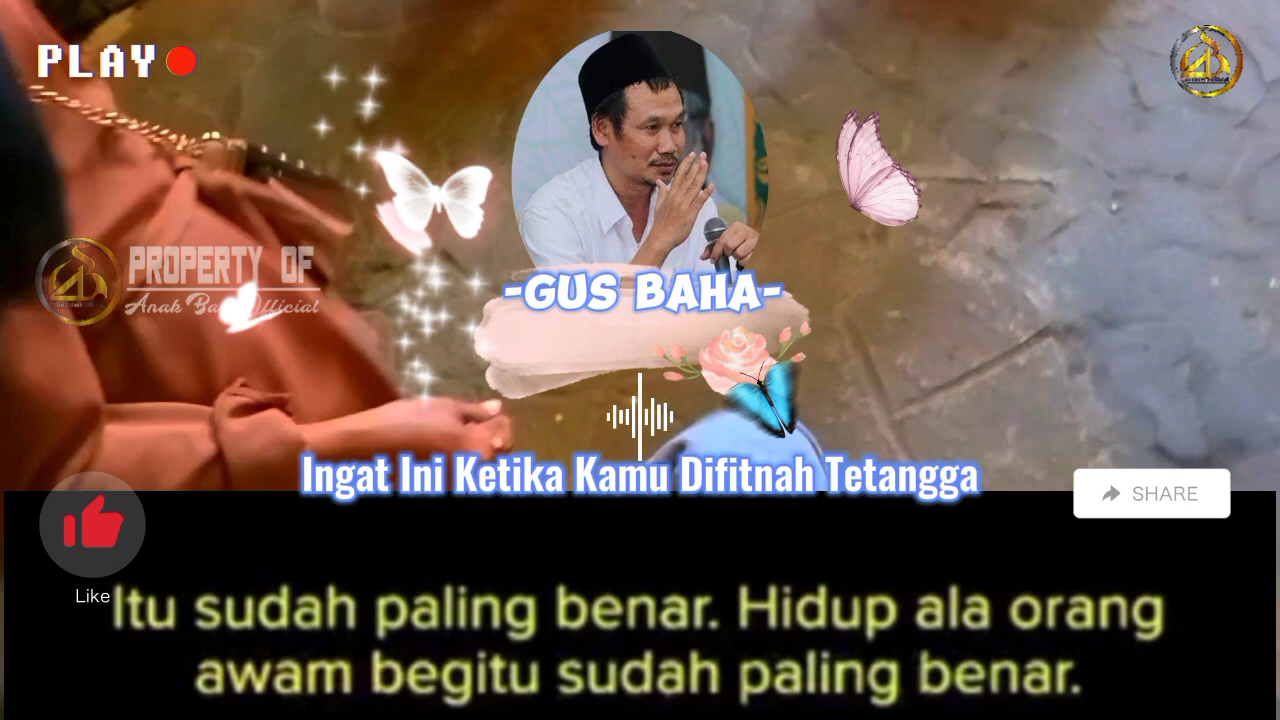 PLAY
PROPERTY OF
-GUS BAHA-
Ingat Ini Ketika Kamu Difitnah Tetangga
SHARE
Like
Itu sudah paling benar. Hidup ala orang
awam begitu sudah paling benar.